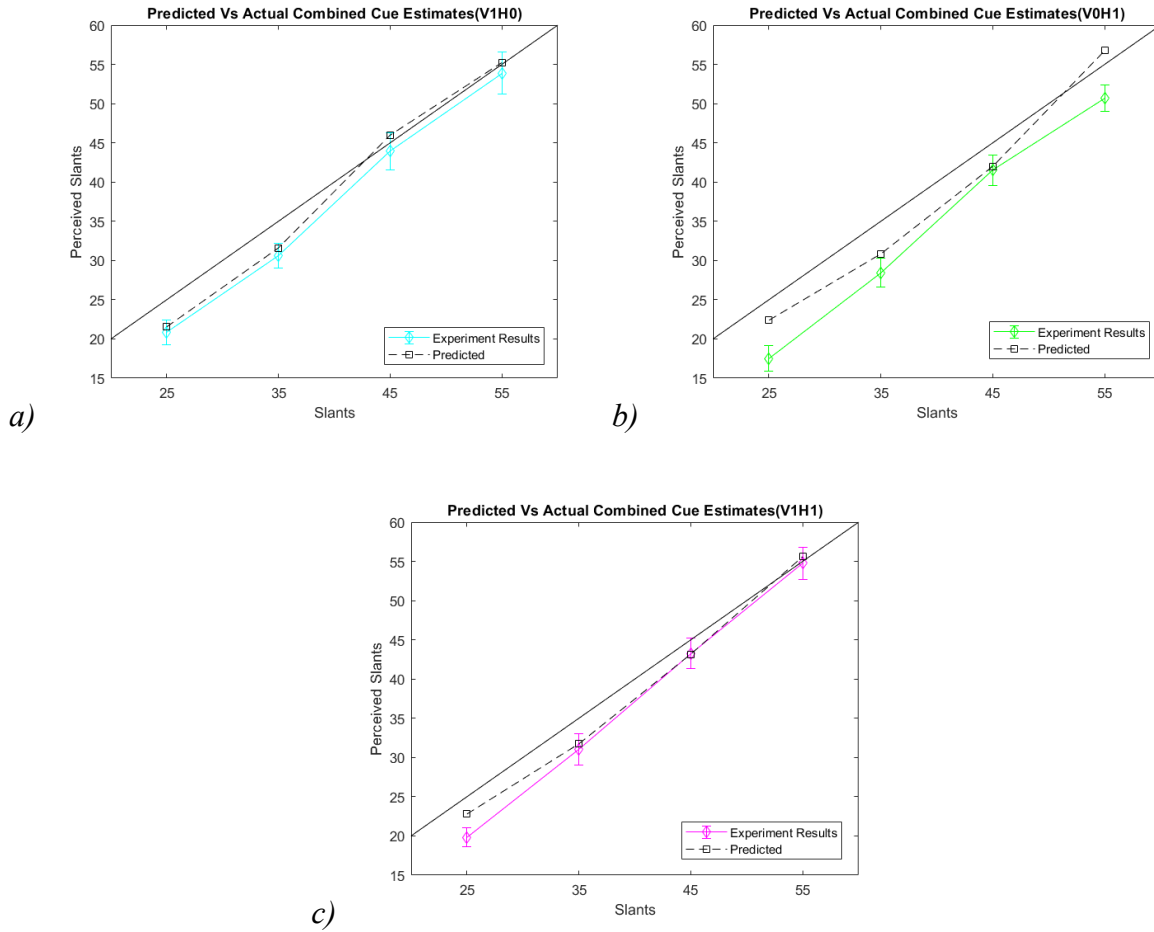 Predicted Vs Actual Combined Cue Estimates(V1H0)
60
55
50
45
40
35
30
25
20
15
Perceived Slants
25 35 45 55
Slants
Experiment Results
Predicted
a)
Predicted Vs Actual Combined Cue Estimates(V0H1)
60
55
50
45
40
35
30
25
20
15
Perceived Slants
25 35 45 55
Slants
Experiment Results
Predicted
b)
Predicted Vs Actual Combined Cue Estimates(V1H1)
60
55
50
45
40
35
30
25
20
15
Perceived Slants
25 35 45 55
Slants
Experiment Results
Predicted
c)